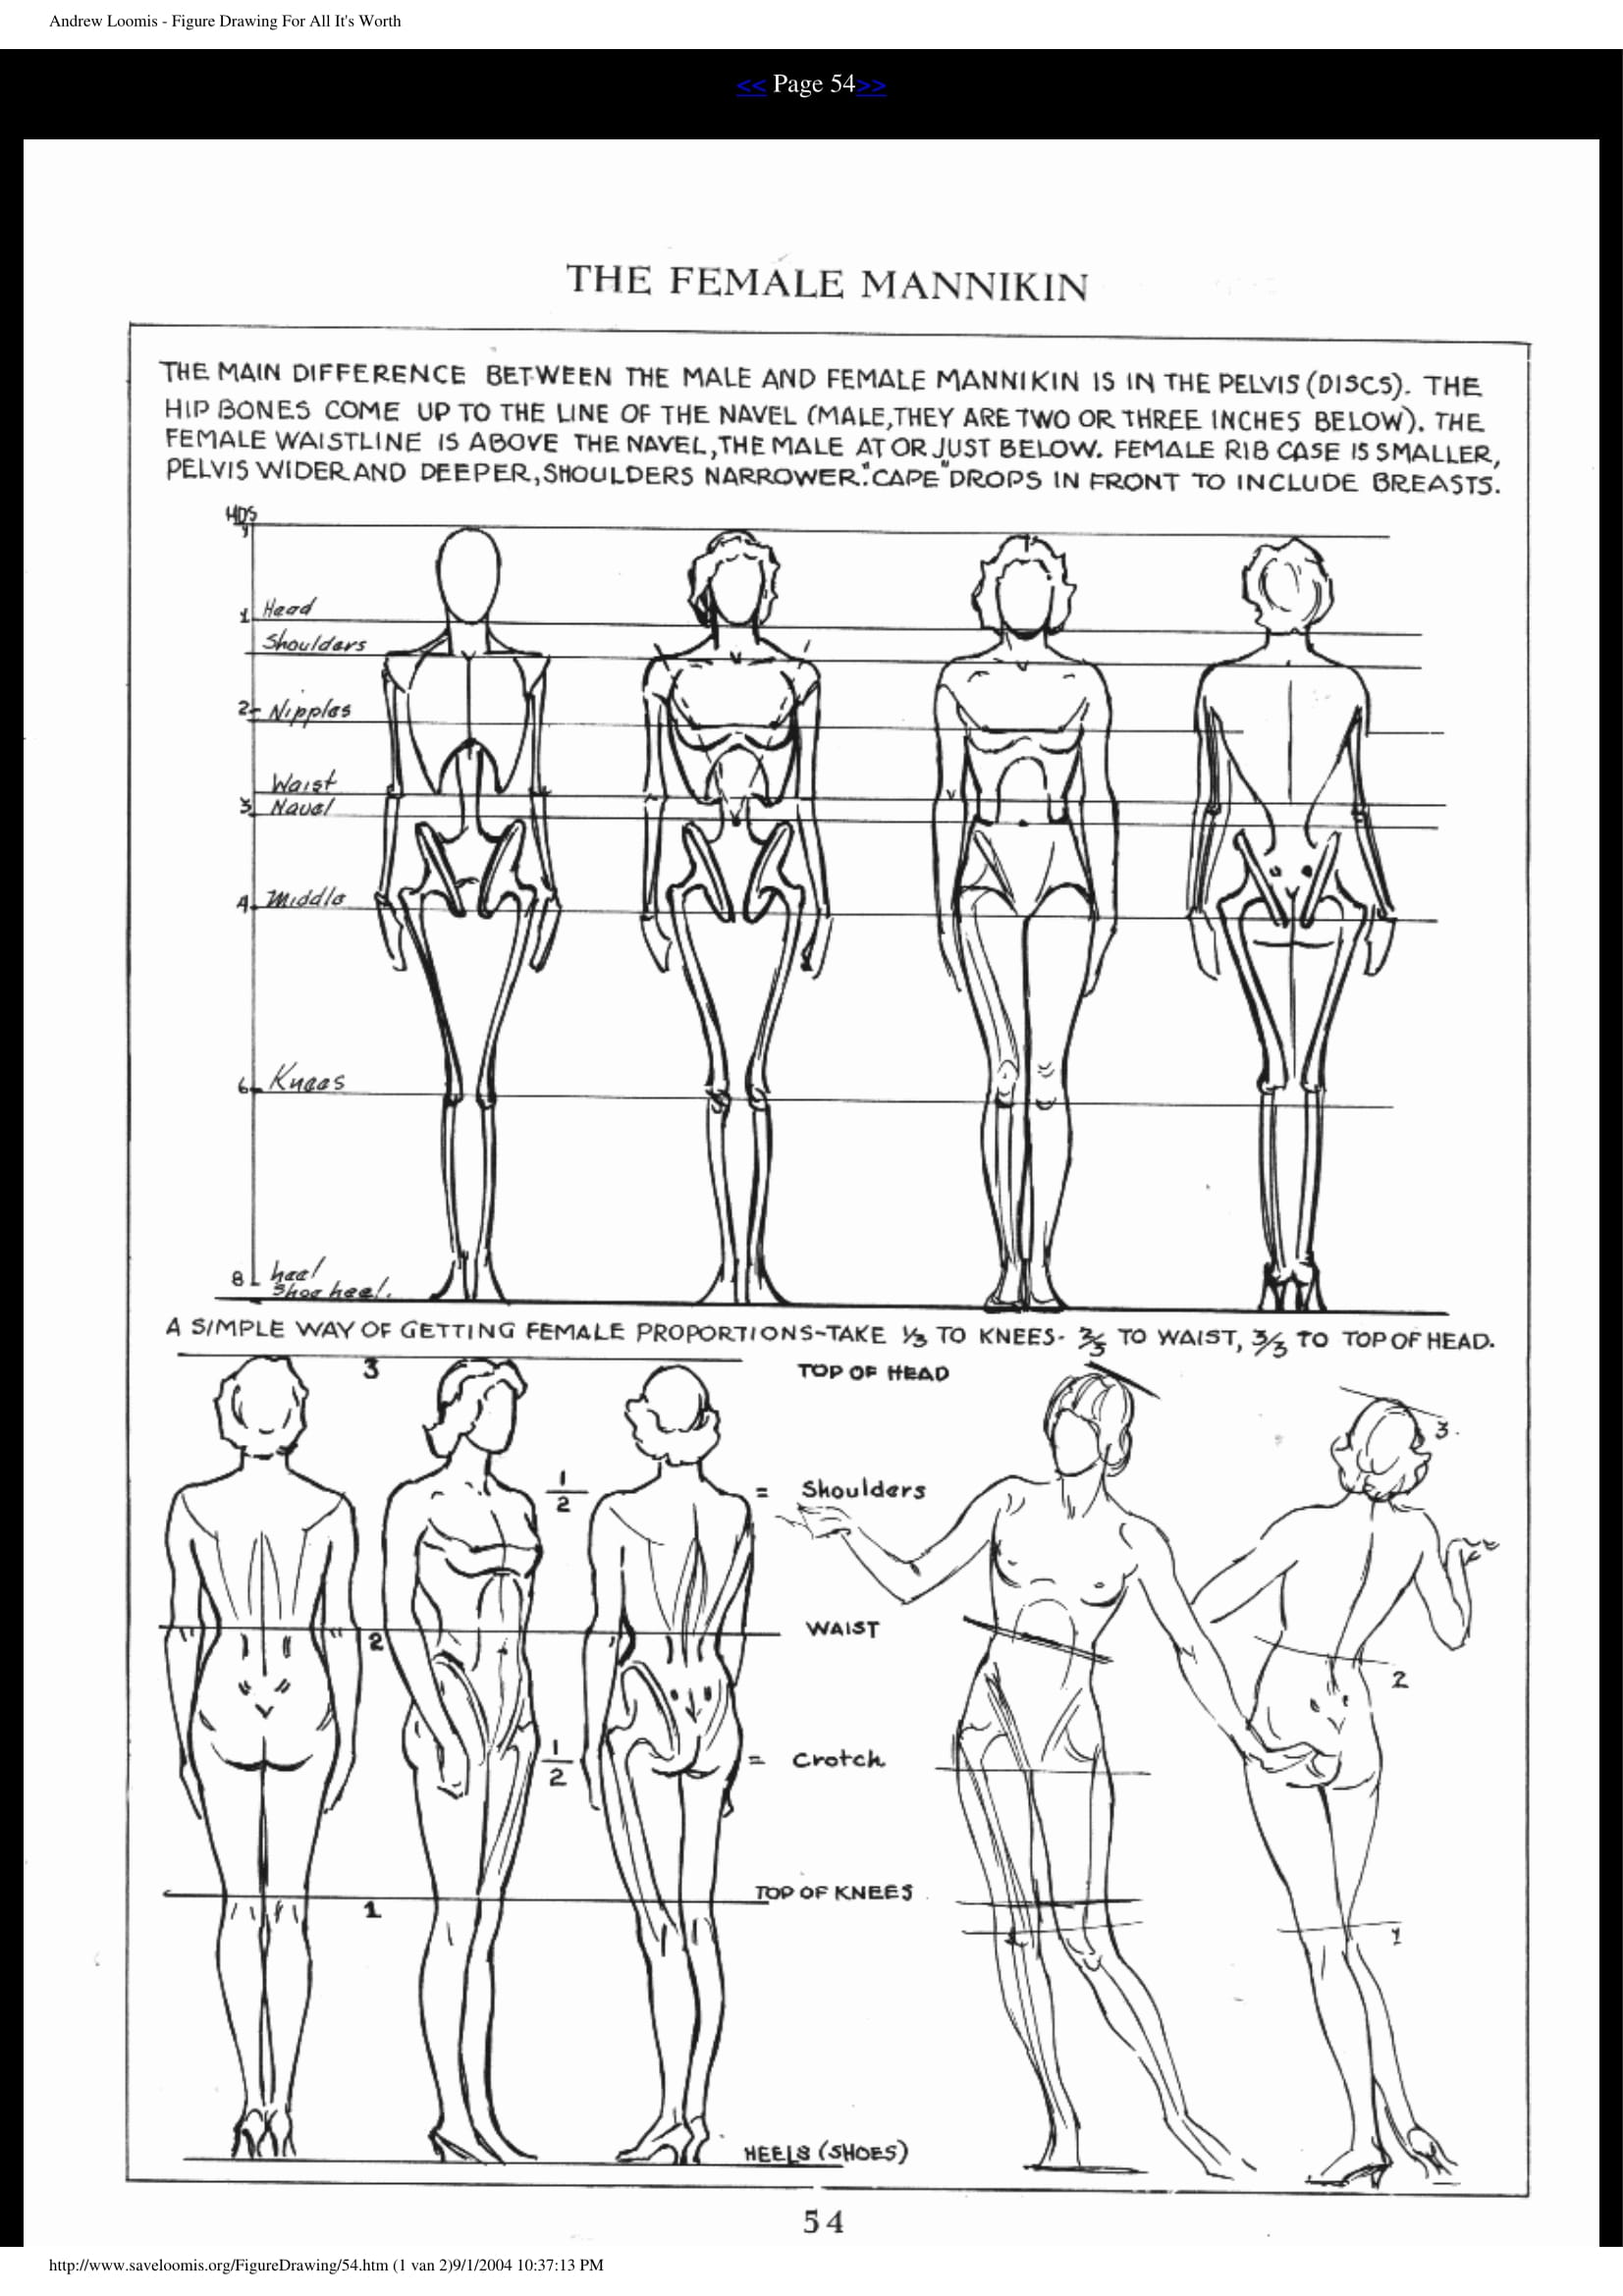 Andrew Loomis - Figure Drawing For All It's Worth
<< Page 54>>
THE FEMALE MANNIKIN
THE MAIN DIFFERENCE BETWEEN THE MALE AND FEMALE MANNIKIN IS IN THE PELVIS (DISCS). THE
HIP BONES COME UP TO THE LINE OF THE NAVEL (MALE, THEY ARE TWO OR THREE INCHES BELOW). THE
FEMALE WAISTLINE IS ABOVE THE NAVEL, THE MALE AT OR JUST BELOW. FEMALE RIB CASE IS SMALLER,
PELVIS WIDER AND DEEPER, SHOULDERS NARROWER. "CAPE" DROPS IN FRONT TO INCLUDE BREASTS.
HDS
1 Head
Shoulders
2 Nipples
Waist
3 Navel
4 Middle
6 Knees
8 heel
Shoe heel.
A SIMPLE WAY OF GETTING FEMALE PROPORTIONS-TAKE 1/3 TO KNEES- 2/3 TO WAIST, 3/3 TO TOP OF HEAD.
3 TOP OF HEAD
3.
1/2 = Shoulders
WAIST
2
2
1/2 = Crotch
TOP OF KNEES
1
1
HEELS (SHOES)
54
http://www.saveloomis.org/FigureDrawing/54.htm (1 van 2)9/1/2004 10:37:13 PM